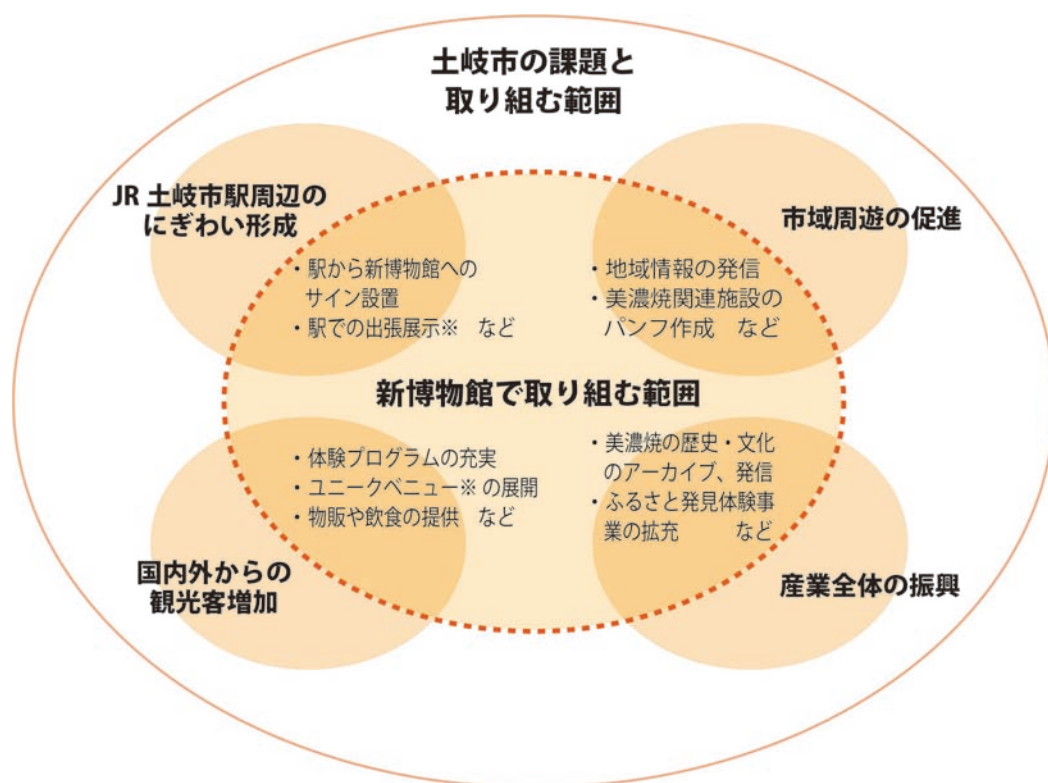 土岐市の課題と
取り組む範囲
JR 土岐市駅周辺の
にぎわい形成
・駅から新博物館への
サイン設置
・駅での出張展示※　など
市域周遊の促進
・地域情報の発信
・美濃焼関連施設の
パンフ作成　など
新博物館で取り組む範囲
・体験プログラムの充実
・ユニークベニュー※ の展開
・物販や飲食の提供　など
国内外からの
観光客増加
・美濃焼の歴史・文化
のアーカイブ、発信
・ふるさと発見体験事
業の拡充　　など
産業全体の振興